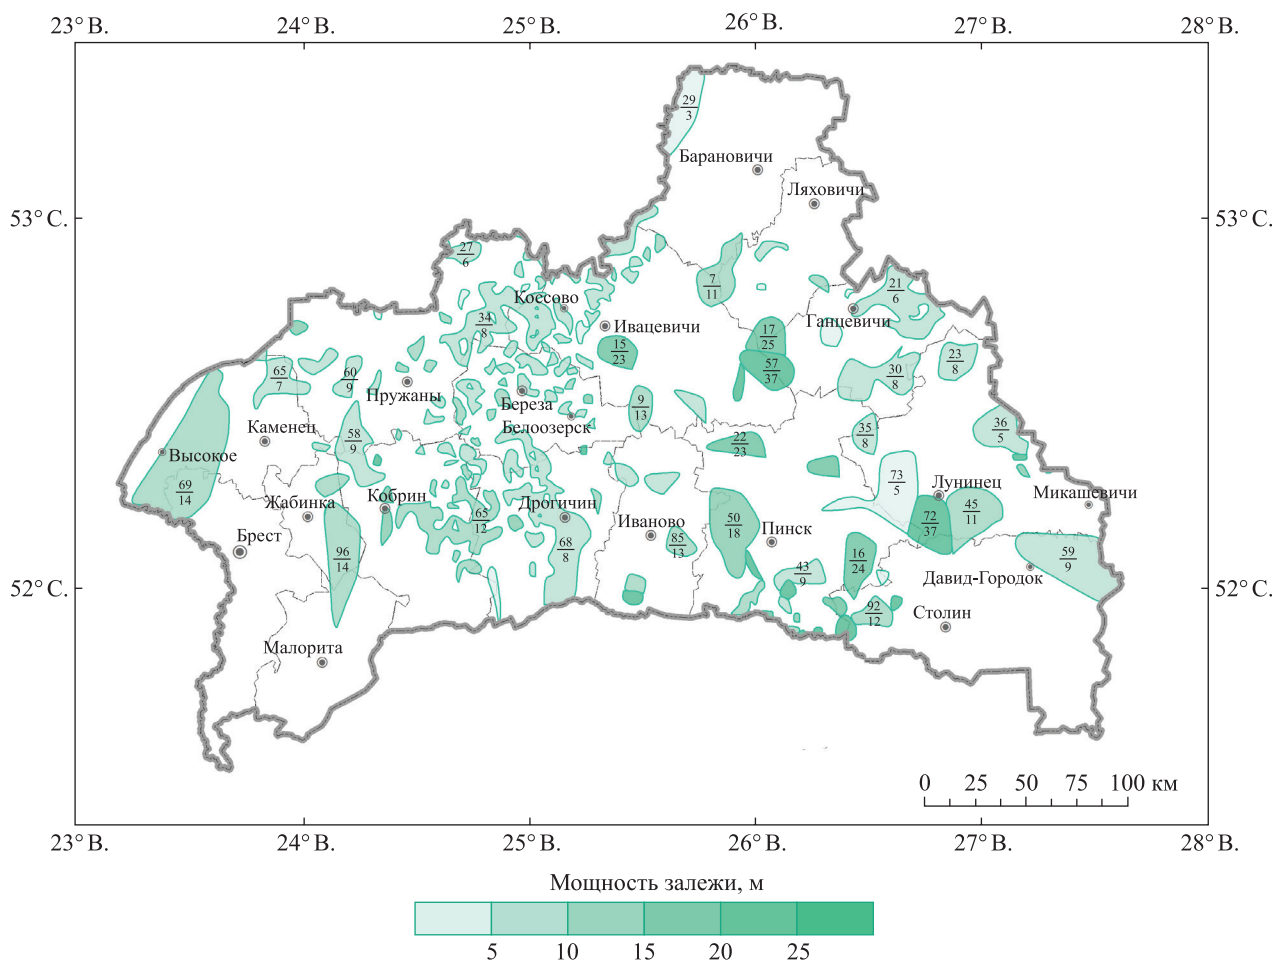 23° В.
24° В.
25° В.
26° В.
27° В.
28° В.
29
3
Барановичи
Ляховичи
53° С.
53° С.
27
6
7
11
21
6
Коесово
34
8
Ивацевичи
Ганцевичи
17
25
15
23
23
8
65
7
60
9
57
37
30
8
Пружаны
Береза
9
13
Белоозерск
Каменец
58
9
22
23
35
8
36
5
Высокое
73
5
69
14
Лунинец
Микашевичи
Жабинка
Кобрин
Дрогичин
65
12
Иваново
50
18
Пинск
72
37
45
11
Брест
96
14
68
8
85
13
43
9
16
24
59
9
Давид-Городок
52° С.
52° С.
92
12
Столин
Малорита
0 25 50 75 100 км
23° В.
24° В.
25° В.
26° В.
27° В.
28° В.
Мощность залежи, м
5 10 15 20 25